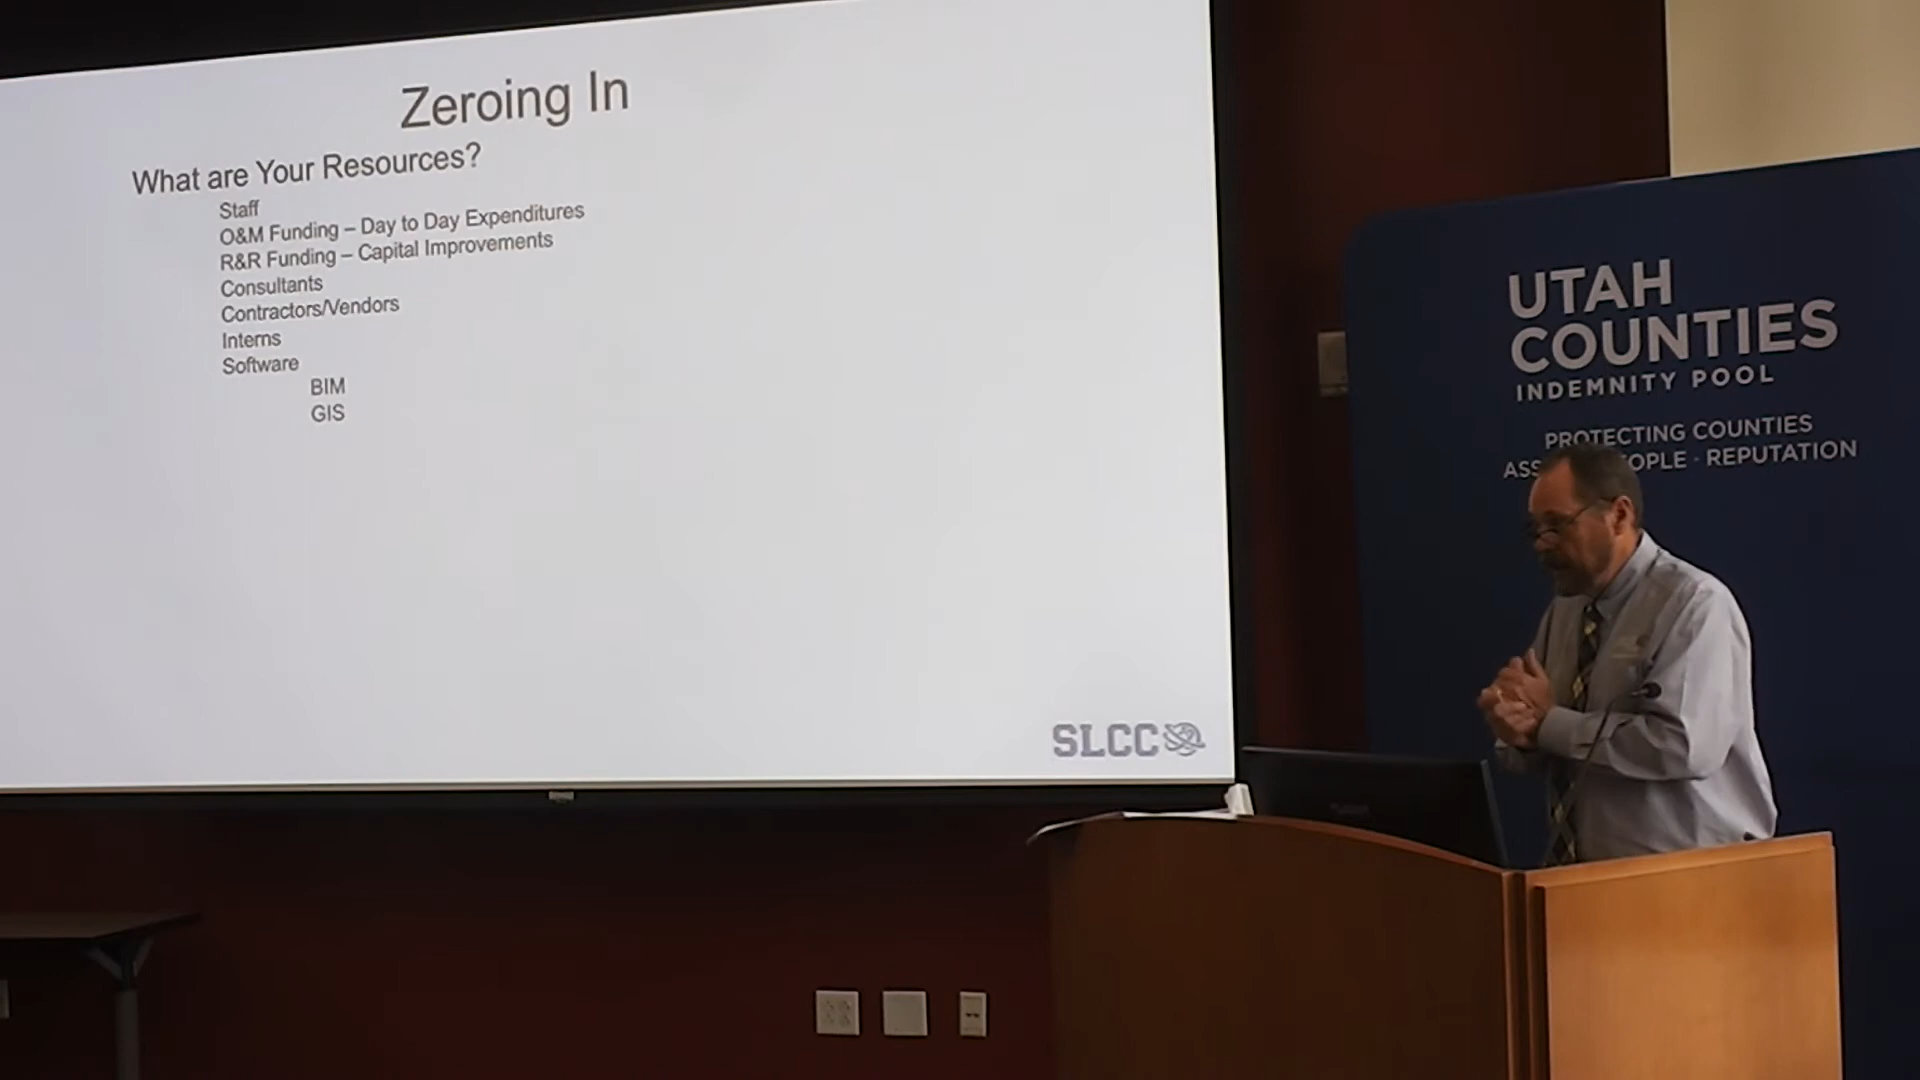 Zeroing In
What are Your Resources?
Staff
O&M Funding – Day to Day Expenditures
R&R Funding – Capital Improvements
Consultants
Contractors/Vendors
Interns
Software
BIM
GIS
SLCC
UTAH
COUNTIES
INDEMNITY POOL
PROTECTING COUNTIES
REPUTATION